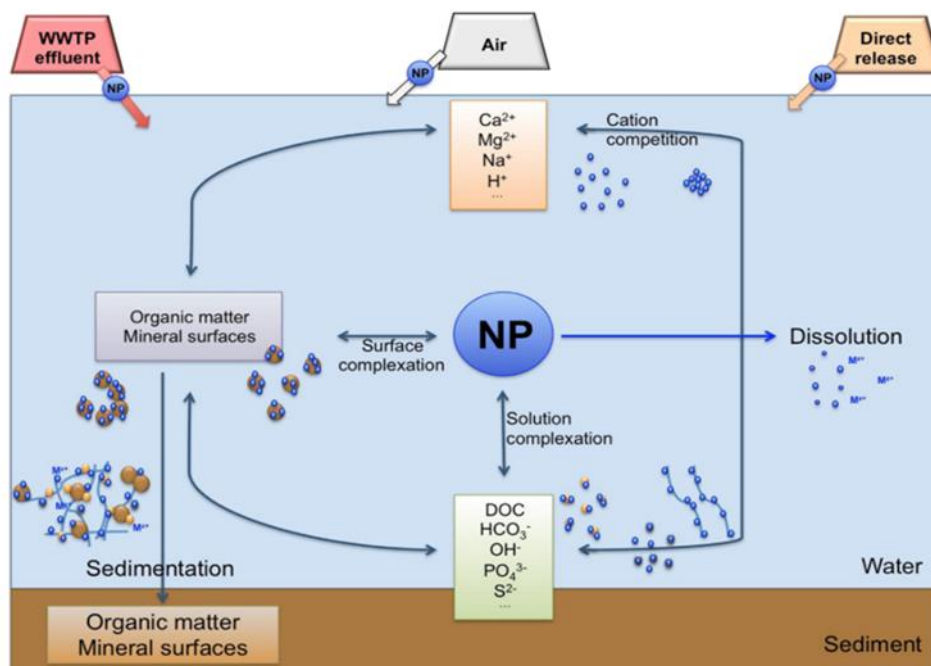 WWTP
effluent
NP
Air
NP
Direct
release
NP
Ca²⁺
Mg²⁺
Na⁺
H⁺
...
Cation
competition
Organic matter
Mineral surfaces
Surface
complexation
NP
Dissolution
Solution
complexation
DOC
HCO₃⁻
OH⁻
PO₄³⁻
S²⁻
...
Sedimentation
Water
Organic matter
Mineral surfaces
Sediment